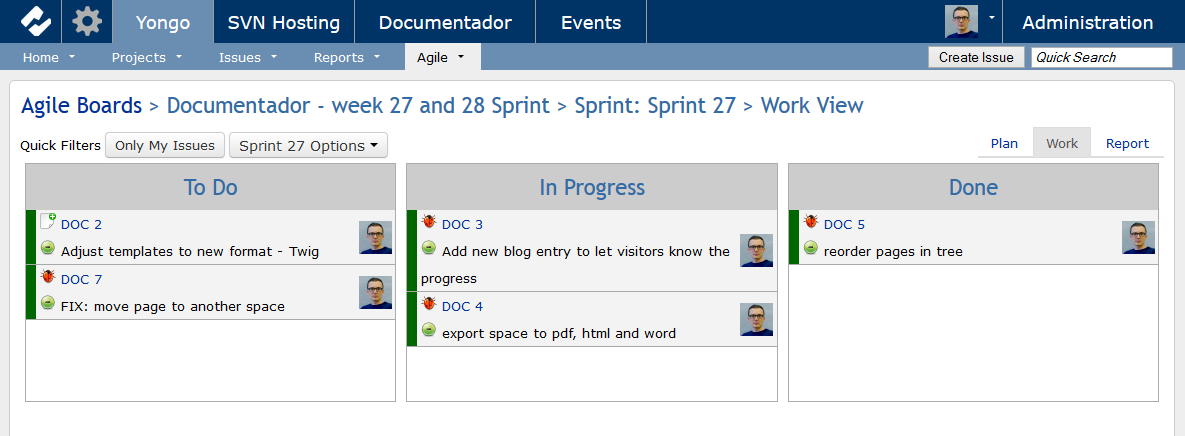 Yongo SVN Hosting Documentador Events Administration
Home Projects Issues Reports Agile Create Issue Quick Search
Agile Boards > Documentador - week 27 and 28 Sprint > Sprint: Sprint 27 > Work View
Quick Filters Only My Issues Sprint 27 Options Plan Work Report
To Do
DOC 2
Adjust templates to new format - Twig
DOC 7
FIX: move page to another space
In Progress
DOC 3
Add new blog entry to let visitors know the
progress
DOC 4
export space to pdf, html and word
Done
DOC 5
reorder pages in tree